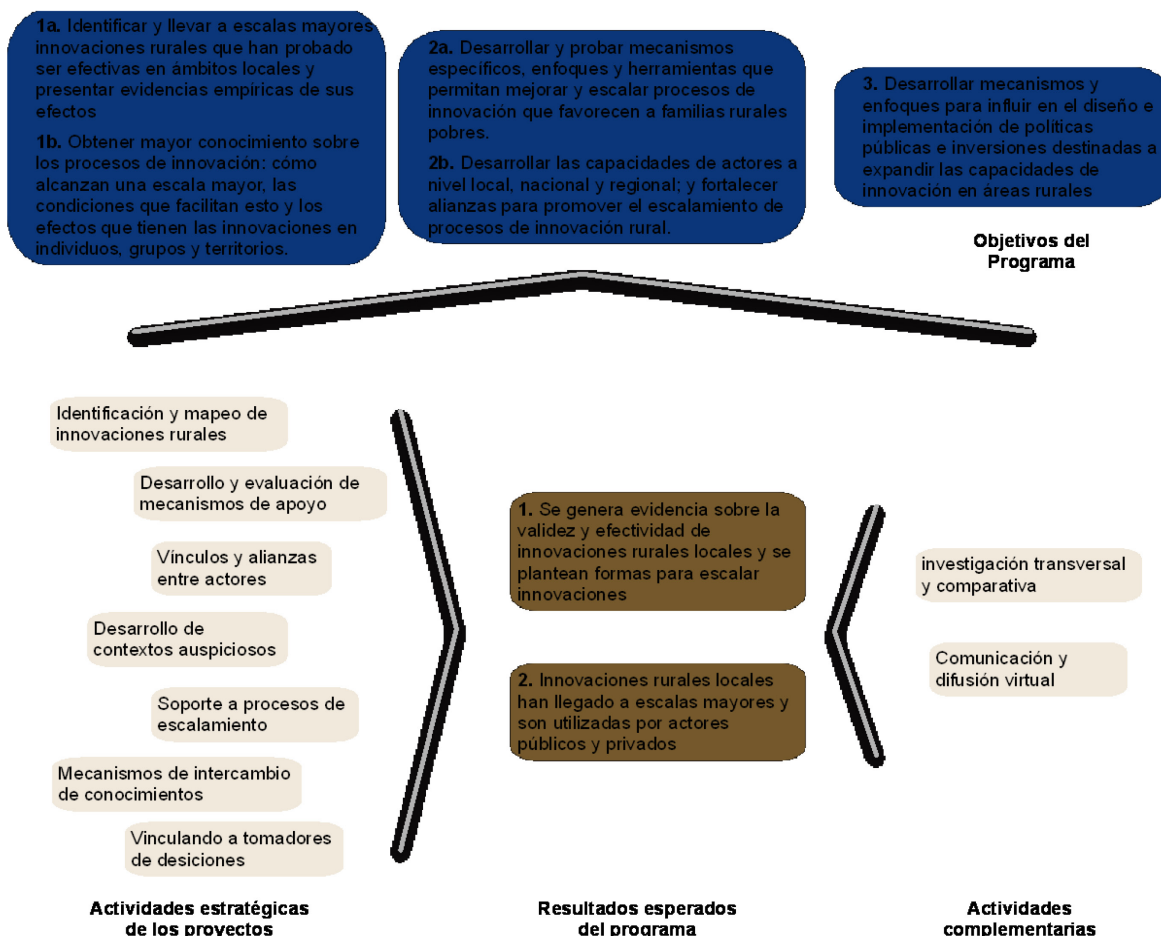 1a. Identificar y llevar a escalas mayores
innovaciones rurales que han probado
ser efectivas en ámbitos locales y
presentar evidencias empíricas de sus
efectos
1b. Obtener mayor conocimiento sobre
los procesos de innovación: cómo
alcanzan una escala mayor, las
condiciones que facilitan esto y los
efectos que tienen las innovaciones en
individuos, grupos y territorios.
2a. Desarrollar y probar mecanismos
específicos, enfoques y herramientas que
permitan mejorar y escalar procesos de
innovación que favorecen a familias rurales
pobres.
2b. Desarrollar las capacidades de actores a
nivel local, nacional y regional; y fortalecer
alianzas para promover el escalamiento de
procesos de innovación rural.
3. Desarrollar mecanismos y
enfoques para influir en el diseño e
implementación de políticas
públicas e inversiones destinadas a
expandir las capacidades de
innovación en áreas rurales
Objetivos del
Programa
Identificación y mapeo de
innovaciones rurales
Desarrollo y evaluación de
mecanismos de apoyo
Vínculos y alianzas
entre actores
Desarrollo de
contextos auspiciosos
Soporte a procesos de
escalamiento
Mecanismos de intercambio
de conocimientos
Vinculando a tomadores
de desiciones
Actividades estratégicas
de los proyectos
1. Se genera evidencia sobre la
validez y efectividad de
innovaciones rurales locales y se
plantean formas para escalar
innovaciones
2. Innovaciones rurales locales
han llegado a escalas mayores y
son utilizadas por actores
públicos y privados
Resultados esperados
del programa
investigación transversal
y comparativa
Comunicación y
difusión virtual
Actividades
complementarias